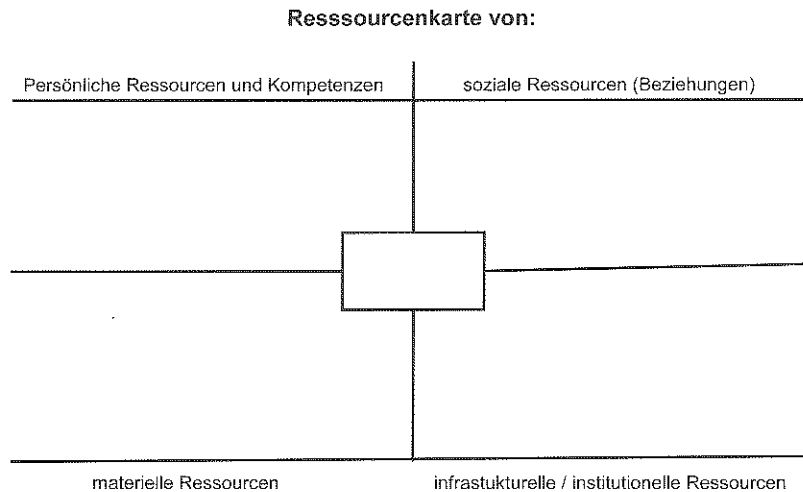 Resssourcenkarte von:
Persönliche Ressourcen und Kompetenzen
soziale Ressourcen (Beziehungen)
materielle Ressourcen
infrastukturelle / institutionelle Ressourcen